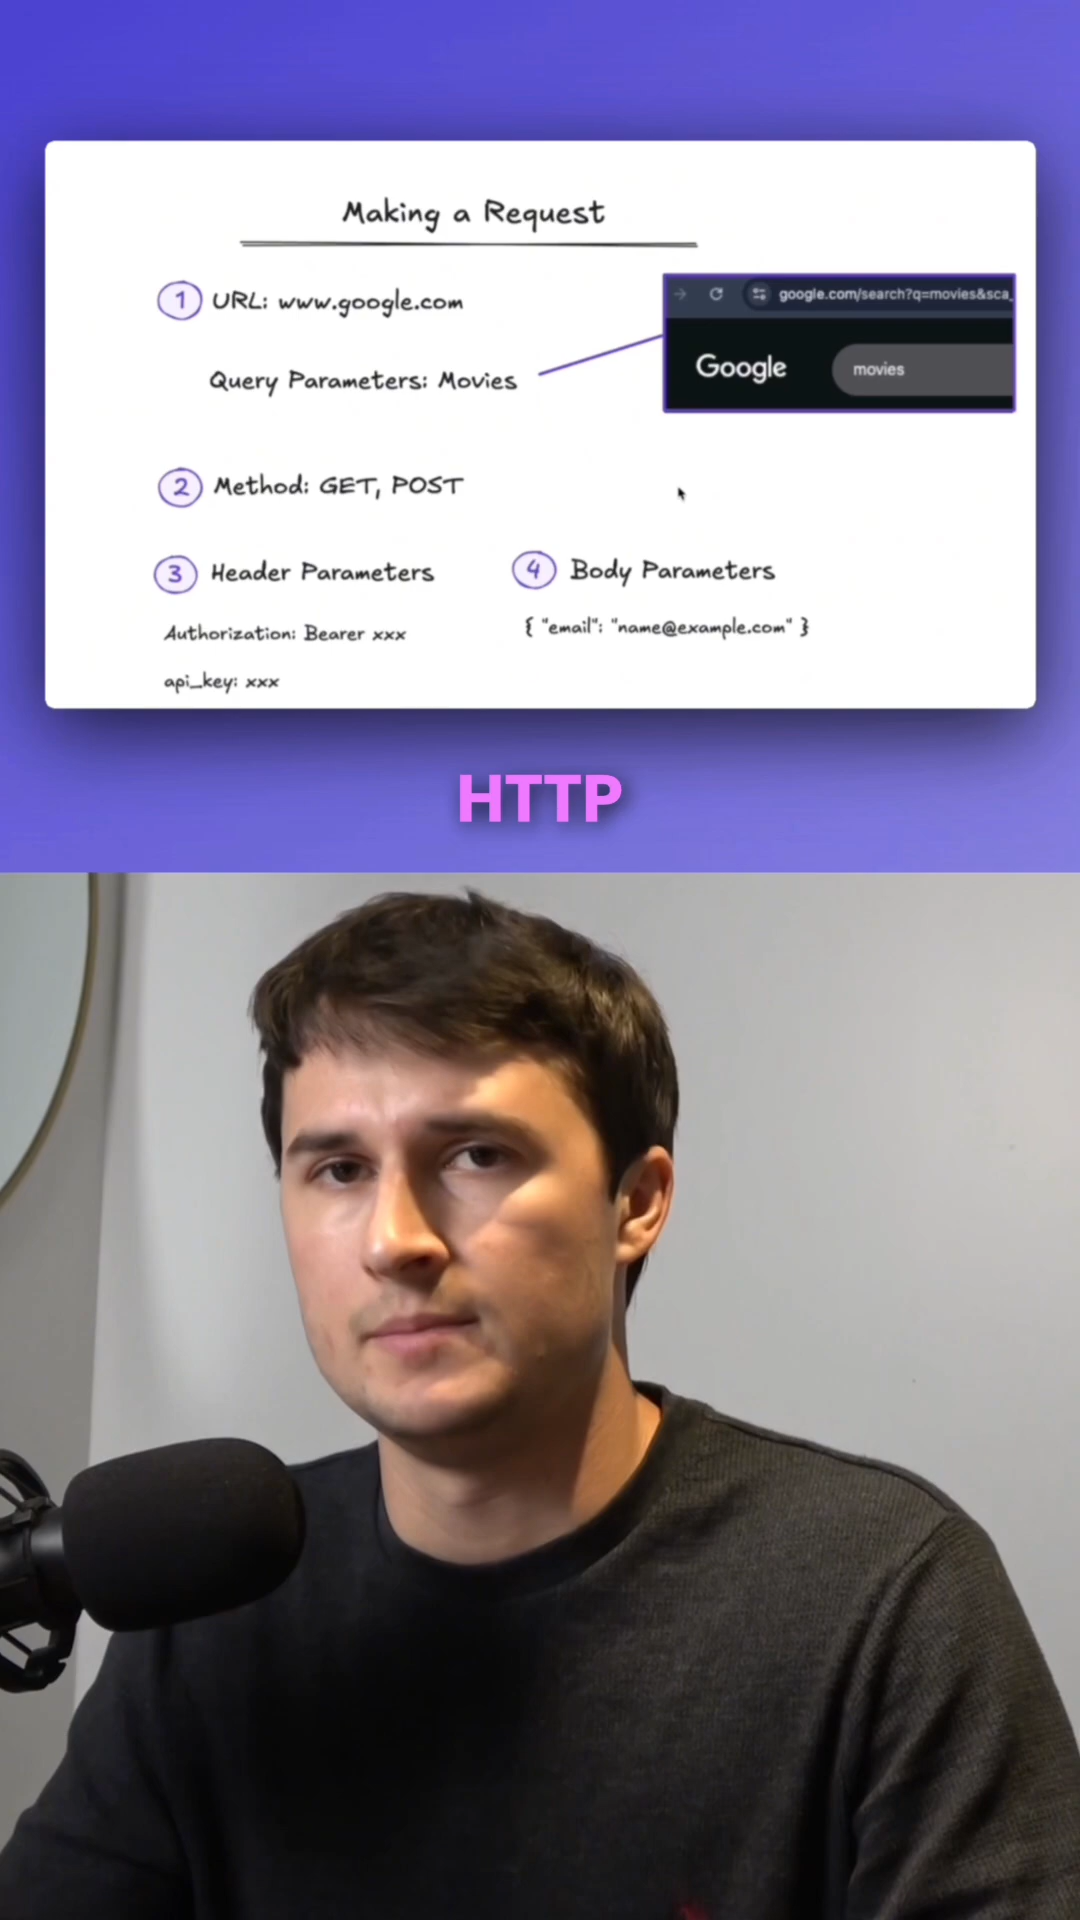 Making a Request
1 URL: www.google.com
google.com/search?q=movies&sca_
Google movies
Query Parameters: Movies
2 Method: GET, POST
3 Header Parameters
Authorization: Bearer xxx
api_key: xxx
4 Body Parameters
{ "email": "name@example.com" }
HTTP